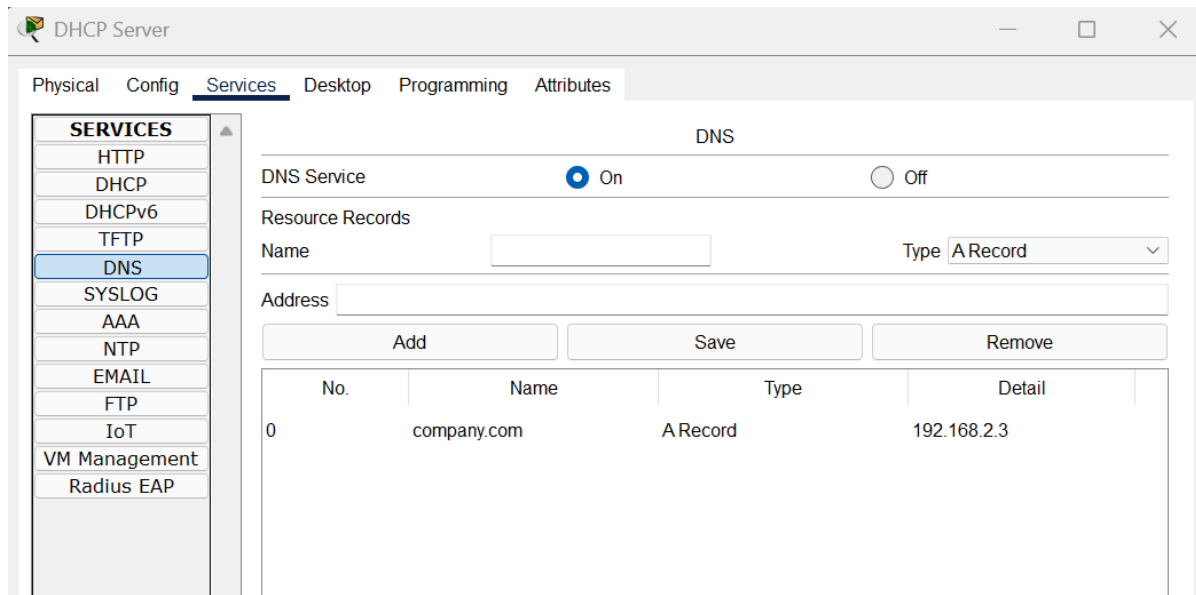 DHCP Server
Physical Config Services Desktop Programming Attributes
SERVICES
HTTP
DHCP
DHCPv6
TFTP
DNS
SYSLOG
AAA
NTP
EMAIL
FTP
IoT
VM Management
Radius EAP
DNS
DNS Service On Off
Resource Records
Name Type A Record
Address
Add Save Remove
No. Name Type Detail
0 company.com A Record 192.168.2.3